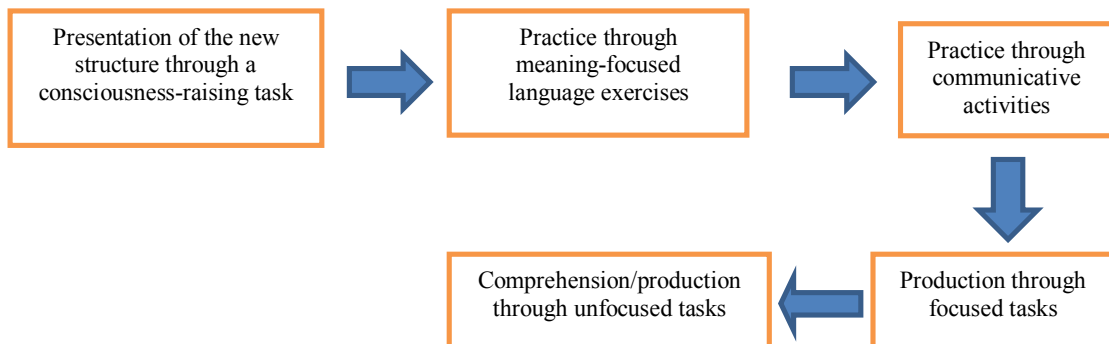 Presentation of the new
structure through a
consciousness-raising task
Practice through
meaning-focused
language exercises
Practice through
communicative
activities
Production through
focused tasks
Comprehension/production
through unfocused tasks